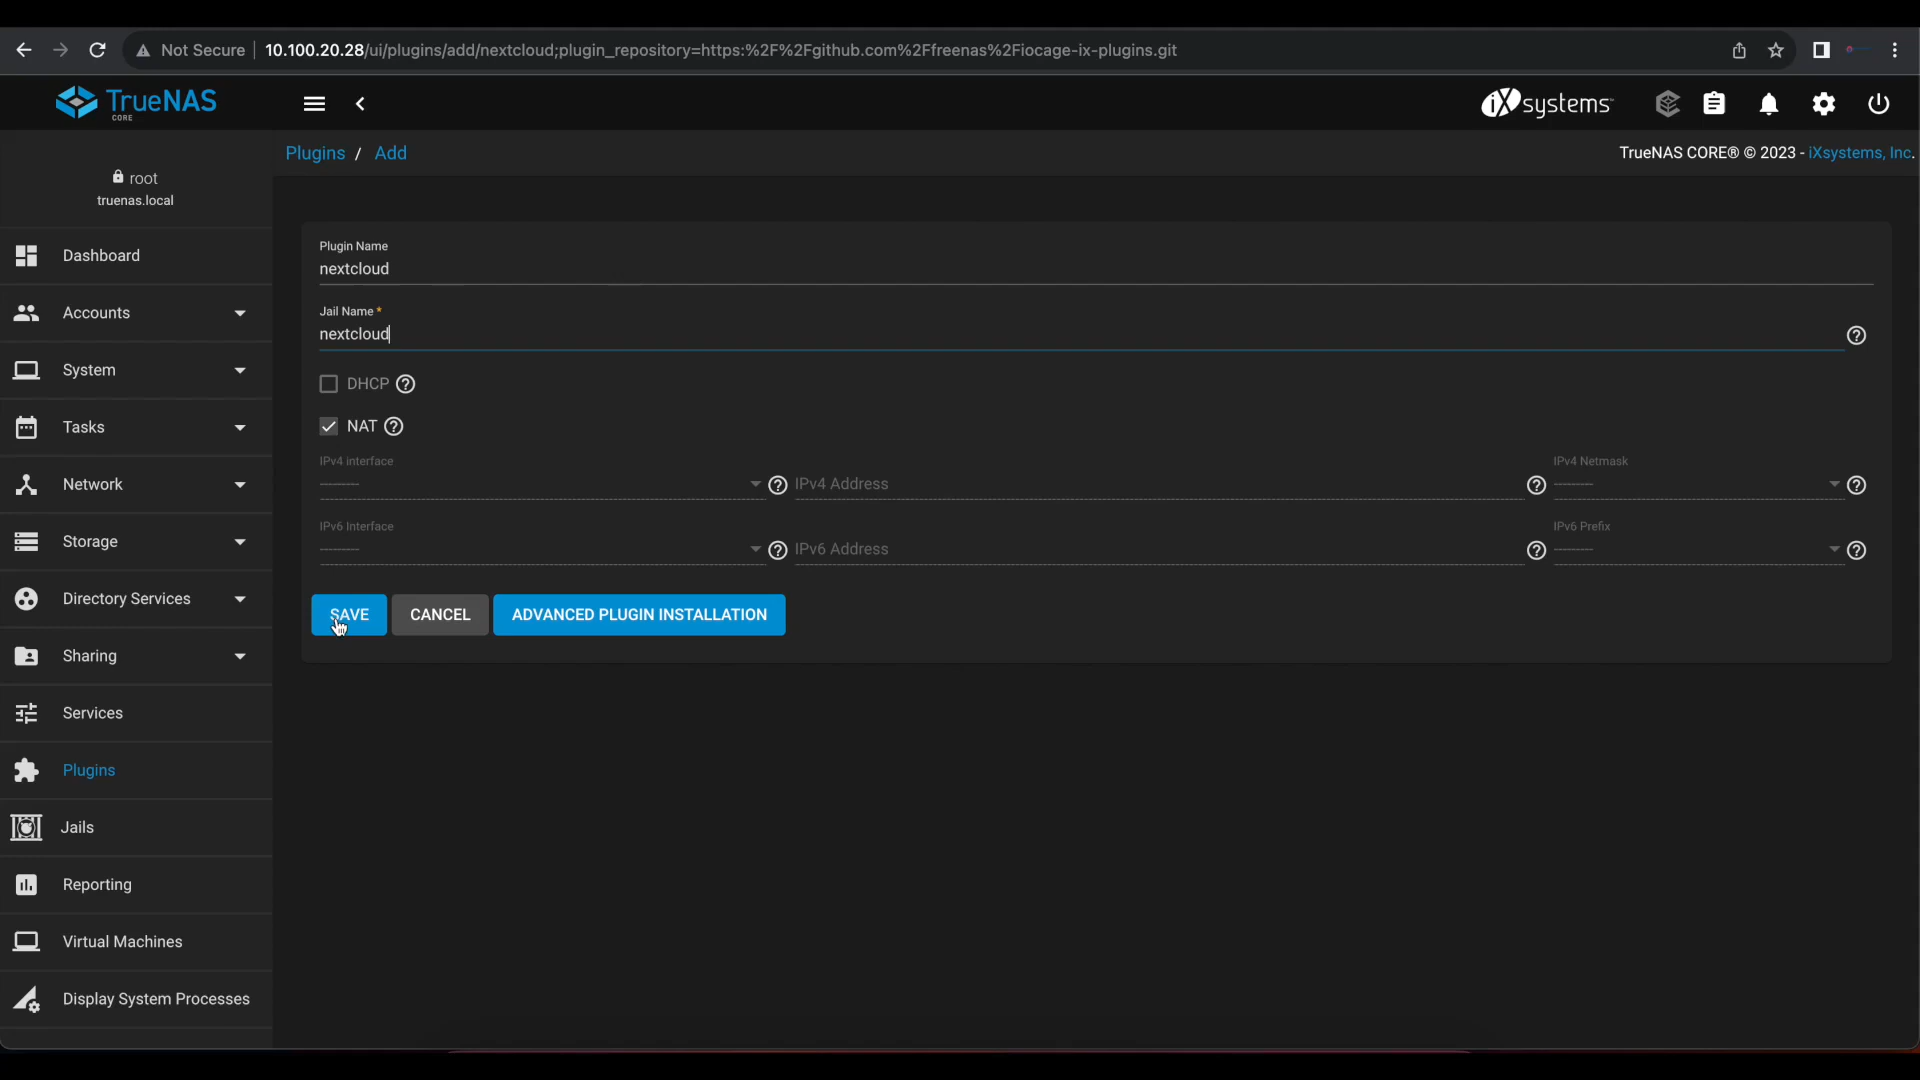 Not Secure 10.100.20.28/ui/plugins/add/nextcloud;plugin_repository=https:%2F%2Fgithub.com%2Ffreenas%2Fiocage-ix-plugins.git
TrueNAS
CORE
iXsystems
Plugins / Add
TrueNAS CORE® © 2023 - iXsystems, Inc.
root
truenas.local
Dashboard
Accounts
System
Tasks
Network
Storage
Directory Services
Sharing
Services
Plugins
Jails
Reporting
Virtual Machines
Display System Processes
Plugin Name
nextcloud
Jail Name *
nextcloud
DHCP
NAT
IPv4 interface
---------
IPv4 Address
IPv4 Netmask
---------
IPv6 Interface
---------
IPv6 Address
IPv6 Prefix
---------
SAVE CANCEL ADVANCED PLUGIN INSTALLATION